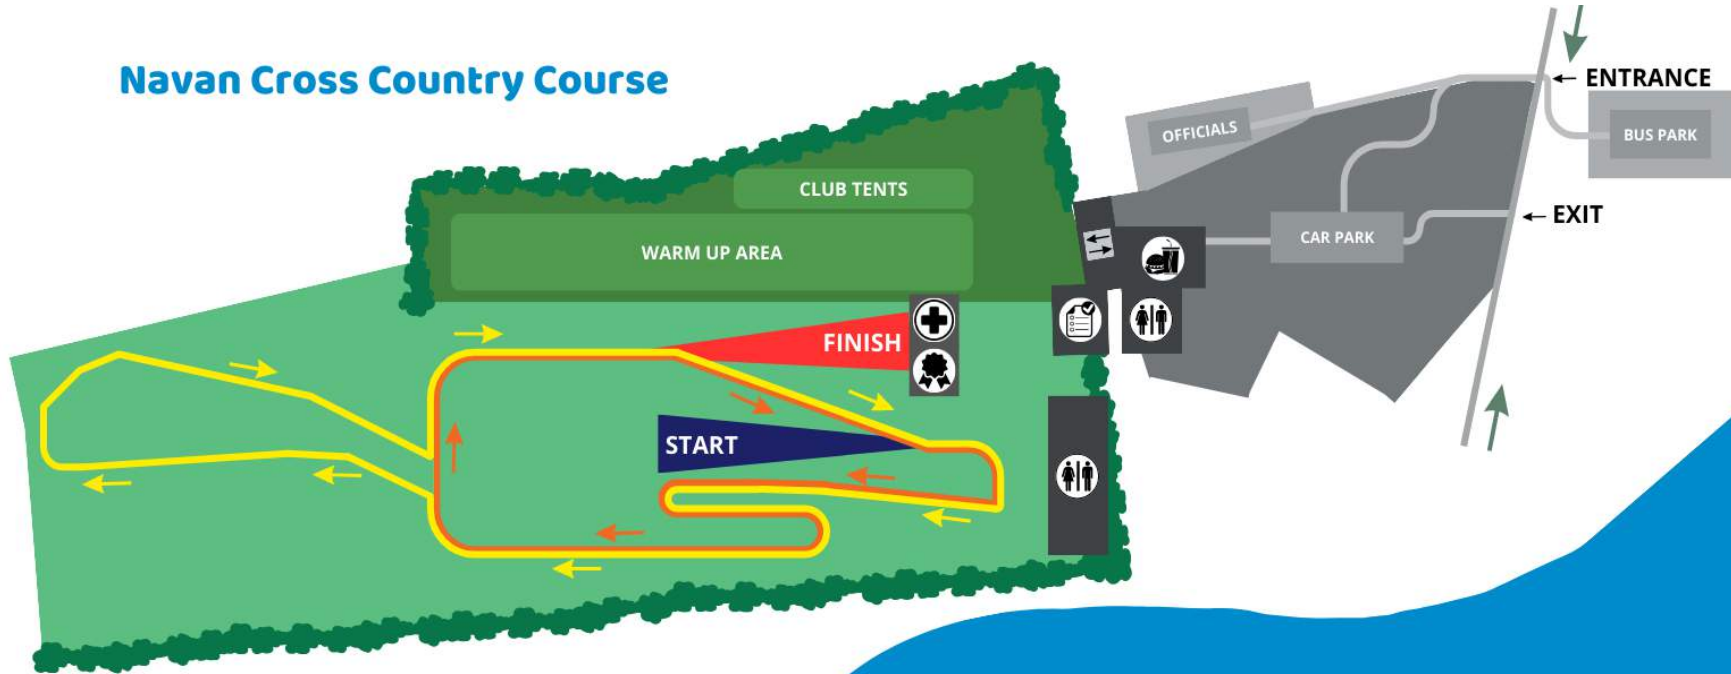 Navan Cross Country Course
ENTRANCE
OFFICIALS
BUS PARK
CLUB TENTS
EXIT
CAR PARK
WARM UP AREA
FINISH
START